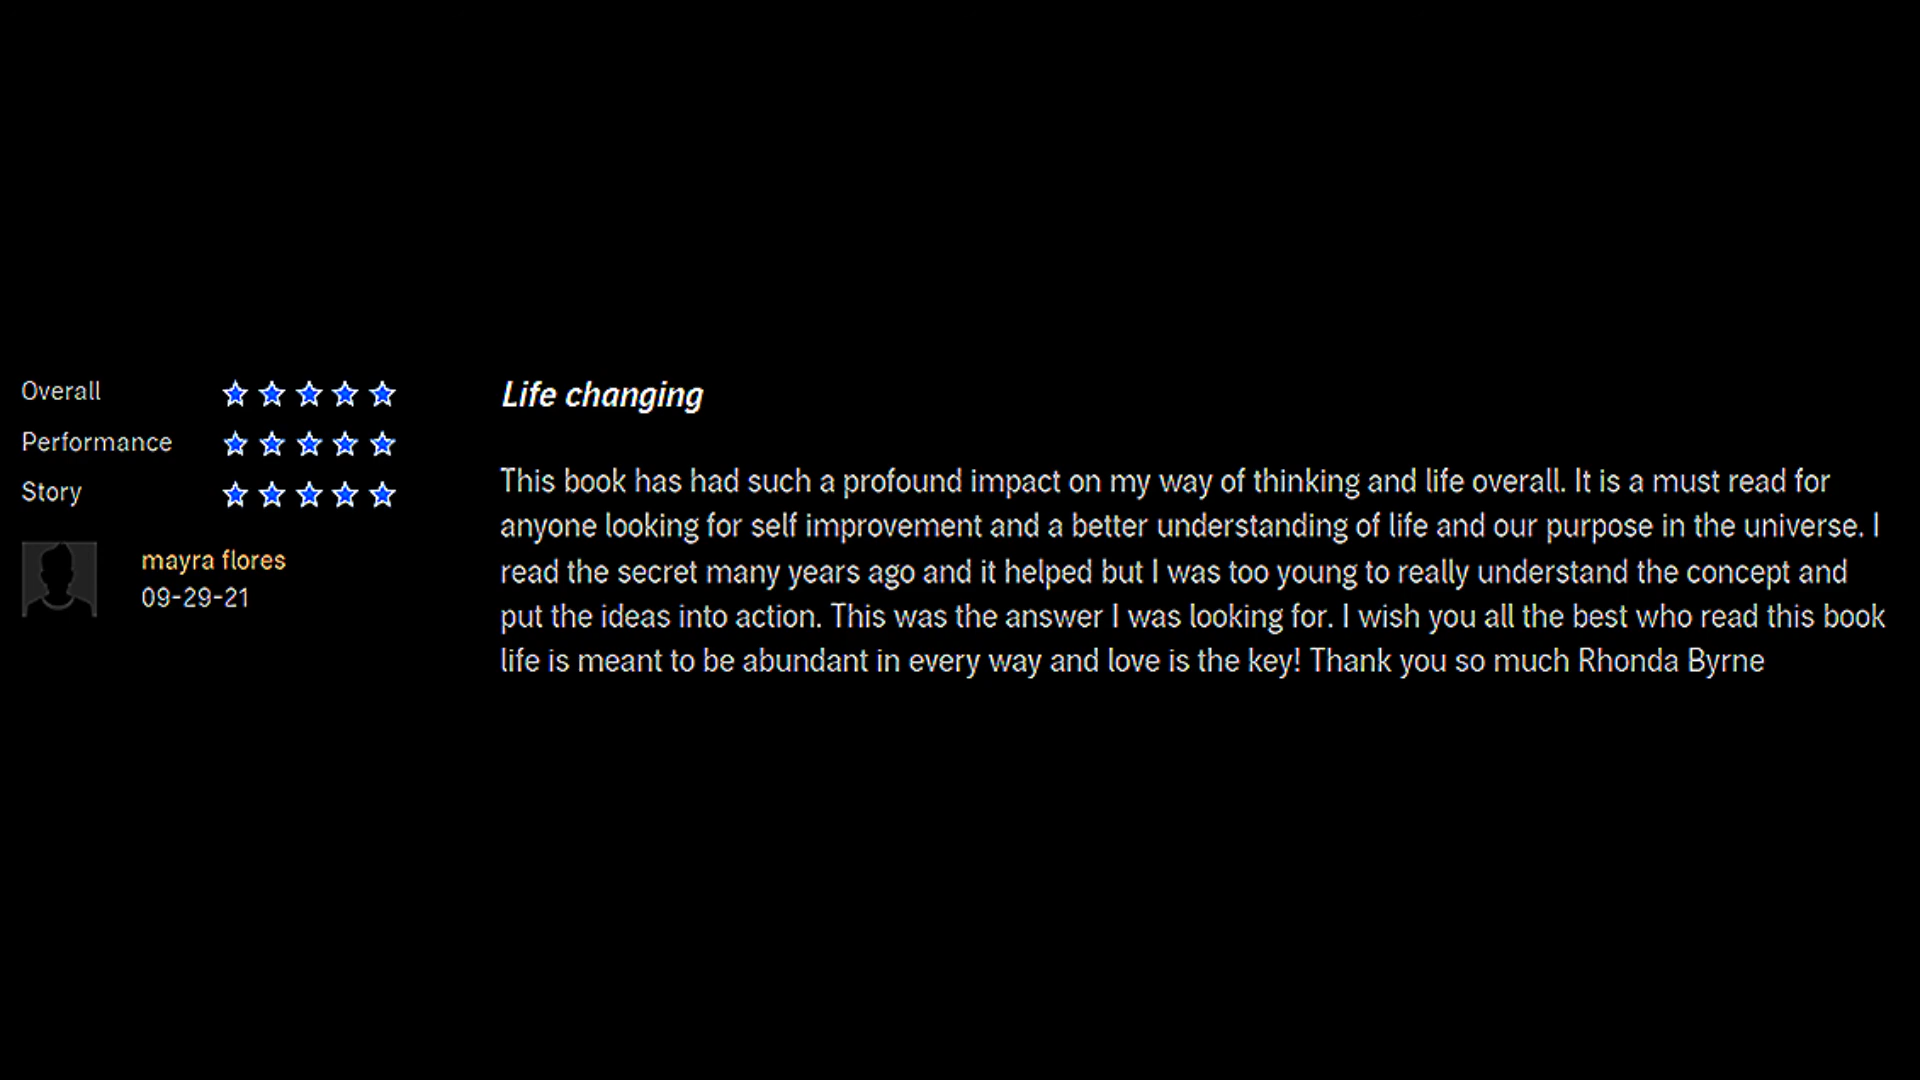 Overall
Performance
Story
mayra flores
09-29-21
Life changing
This book has had such a profound impact on my way of thinking and life overall. It is a must read for
anyone looking for self improvement and a better understanding of life and our purpose in the universe. I
read the secret many years ago and it helped but I was too young to really understand the concept and
put the ideas into action. This was the answer I was looking for. I wish you all the best who read this book
life is meant to be abundant in every way and love is the key! Thank you so much Rhonda Byrne